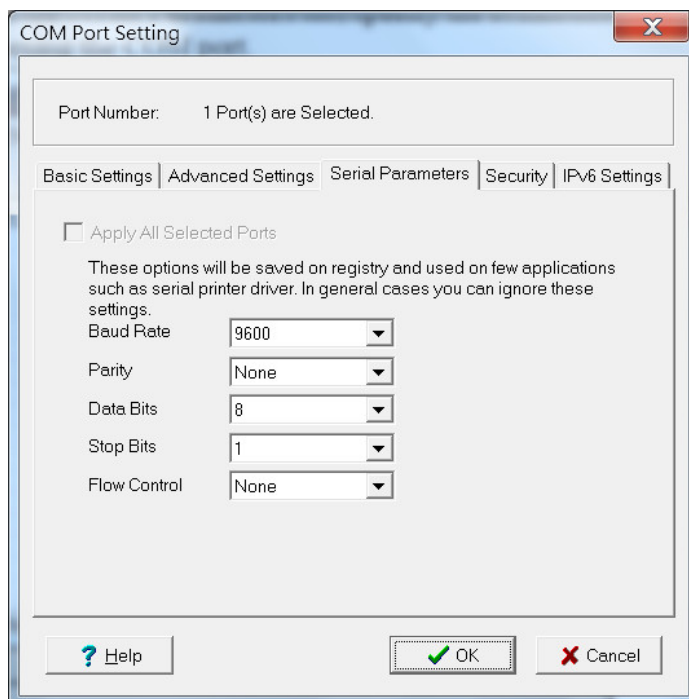 COM Port Setting
Port Number: 1 Port(s) are Selected.
Basic Settings Advanced Settings Serial Parameters Security IPv6 Settings
Apply All Selected Ports
These options will be saved on registry and used on few applications
such as serial printer driver. In general cases you can ignore these
settings.
Baud Rate 9600
Parity None
Data Bits 8
Stop Bits 1
Flow Control None
Help OK Cancel